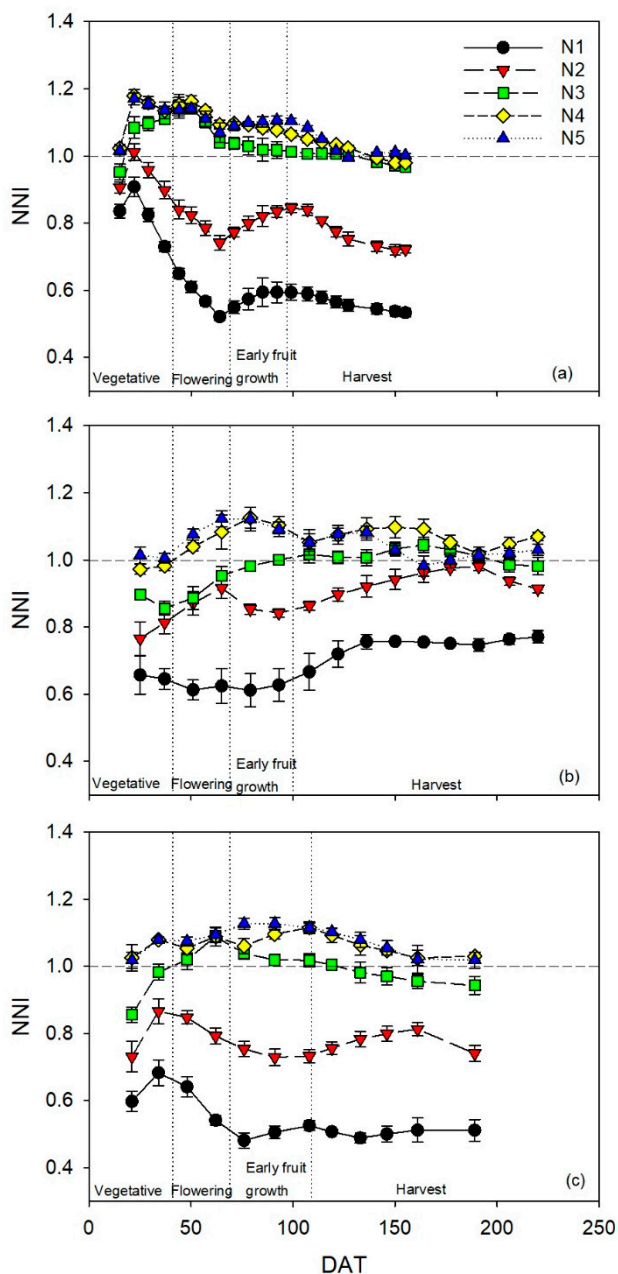 1.4
1.2
1.0
0.8
0.6
0.4
NNI
N1
N2
N3
N4
N5
Early fruit
Vegetative Flowering growth Harvest
(a)
1.4
1.2
1.0
0.8
0.6
0.4
NNI
Early fruit
Vegetative Flowering growth Harvest
(b)
1.4
1.2
1.0
0.8
0.6
0.4
NNI
Early fruit
Vegetative Flowering growth Harvest
(c)
0 50 100 150 200 250
DAT